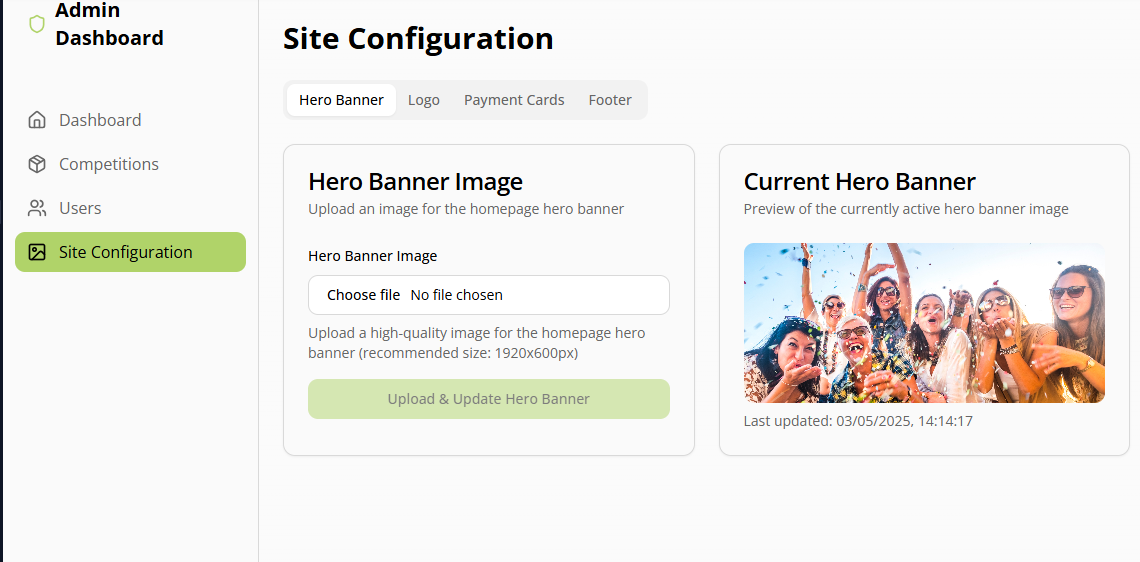 Admin
Dashboard
Dashboard
Competitions
Users
Site Configuration
Site Configuration
Hero Banner
Logo
Payment Cards
Footer
Hero Banner Image
Upload an image for the homepage hero banner
Hero Banner Image
Choose file No file chosen
Upload a high-quality image for the homepage hero
banner (recommended size: 1920x600px)
Upload & Update Hero Banner
Current Hero Banner
Preview of the currently active hero banner image
Last updated: 03/05/2025, 14:14:17